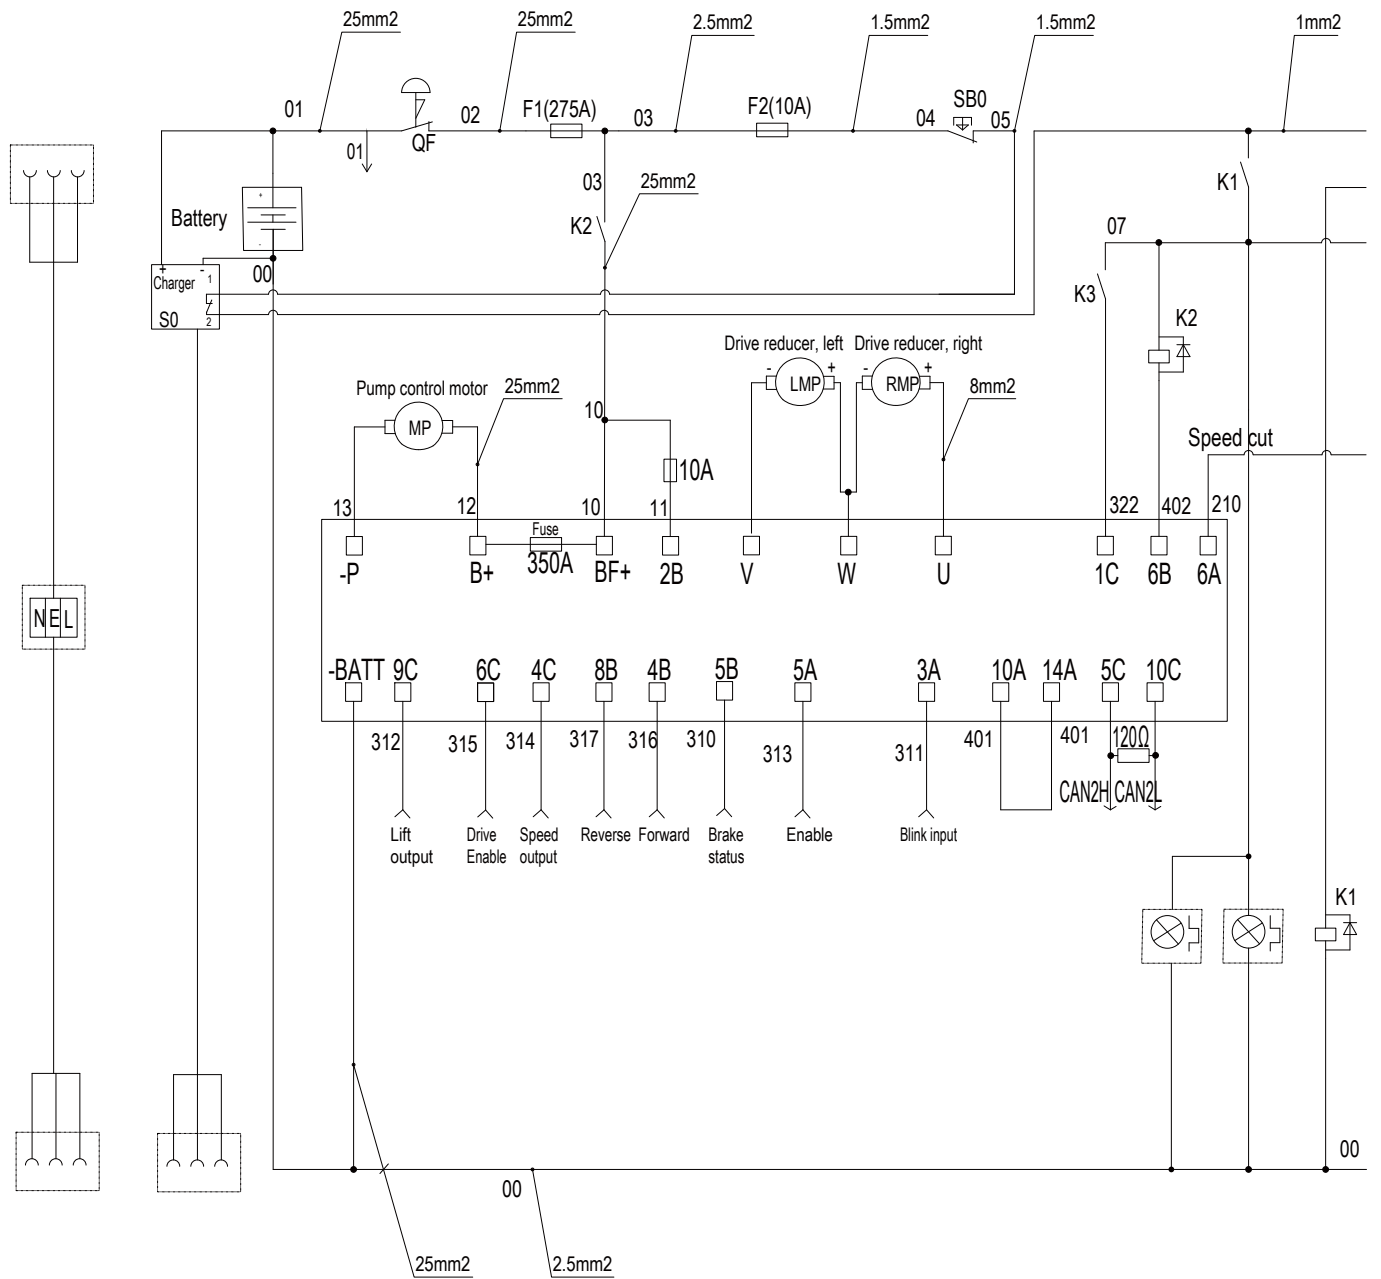 25mm2
25mm2
2.5mm2
1.5mm2
1.5mm2
1mm2
01
02
F1(275A)
03
F2(10A)
04
SB0
05
01
QF
03
25mm2
K1
Battery
+
-
K2
07
00
+
-
1
Charger
S0
2
K3
K2
Drive reducer, left
Drive reducer, right
-
LMP
+
-
RMP
+
8mm2
Pump control motor
MP
25mm2
10
10A
Speed cut
13
12
10
11
322
402
210
Fuse
350A
-P
B+
BF+
2B
V
W
U
1C
6B
6A
N E L
-BATT
9C
6C
4C
8B
4B
5B
5A
3A
10A
14A
5C
10C
312
315
314
317
316
310
313
311
401
401
120Ω
CAN2H
CAN2L
Lift
output
Drive
Enable
Speed
output
Reverse
Forward
Brake
status
Enable
Blink input
K1
00
00
25mm2
2.5mm2